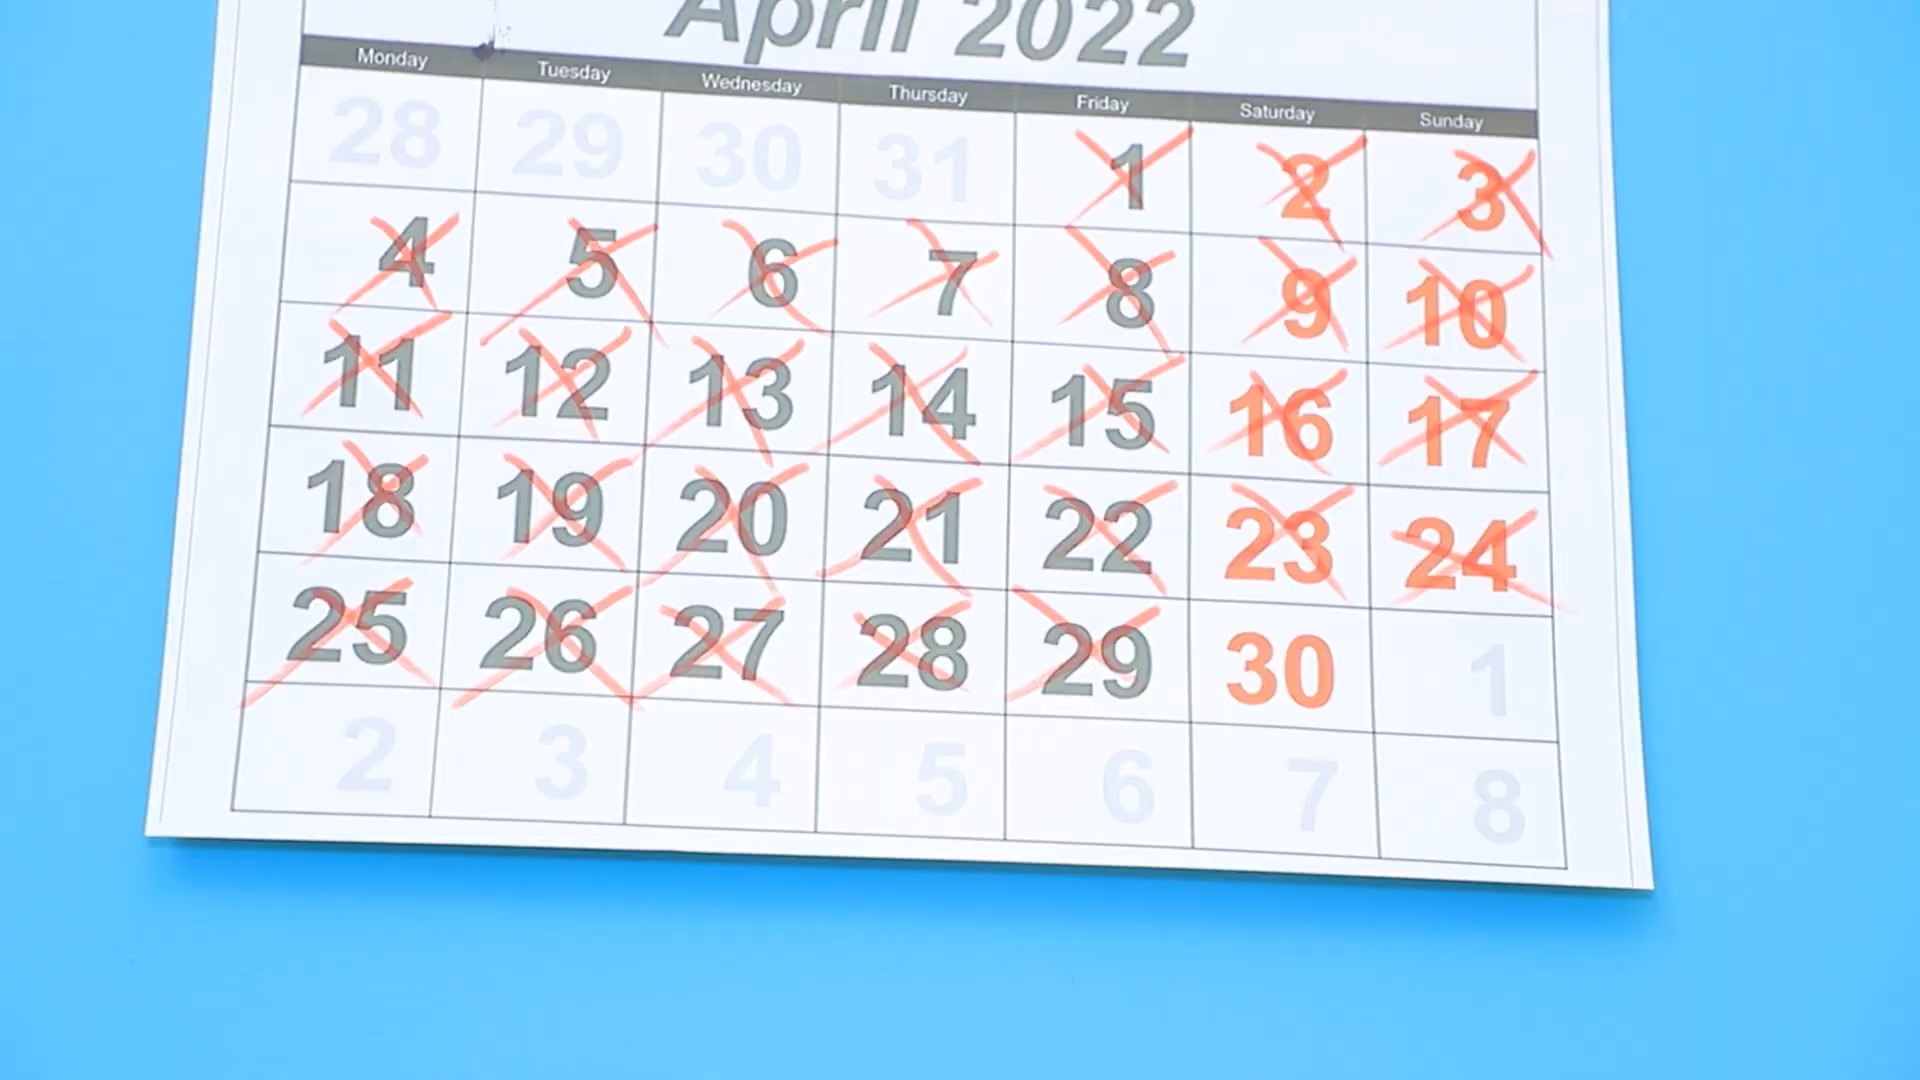 April 2022
Monday Tuesday Wednesday Thursday Friday Saturday Sunday
28 29 30 31 1 2 3
4 5 6 7 8 9 10
11 12 13 14 15 16 17
18 19 20 21 22 23 24
25 26 27 28 29 30 1
2 3 4 5 6 7 8